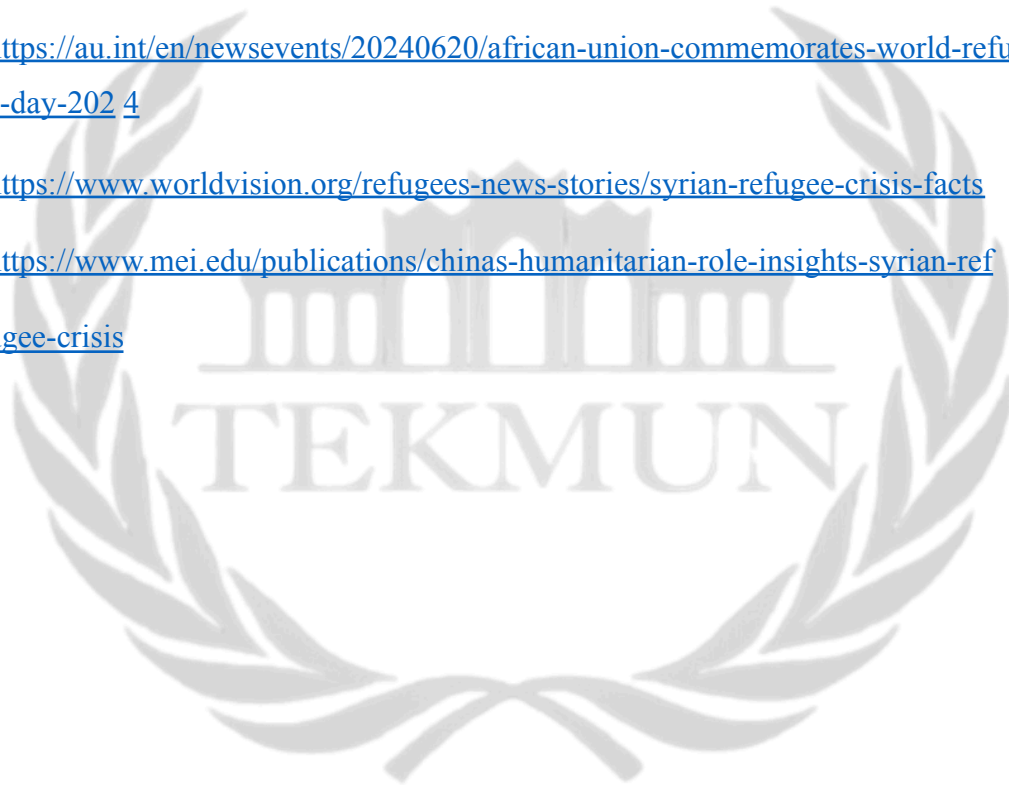 ttps://au.int/en/newsevents/20240620/african-union-commemorates-world-refu
-day-202 4
ttps://www.worldvision.org/refugees-news-stories/syrian-refugee-crisis-facts
ttps://www.mei.edu/publications/chinas-humanitarian-role-insights-syrian-ref
gee-crisis
TEKMUN